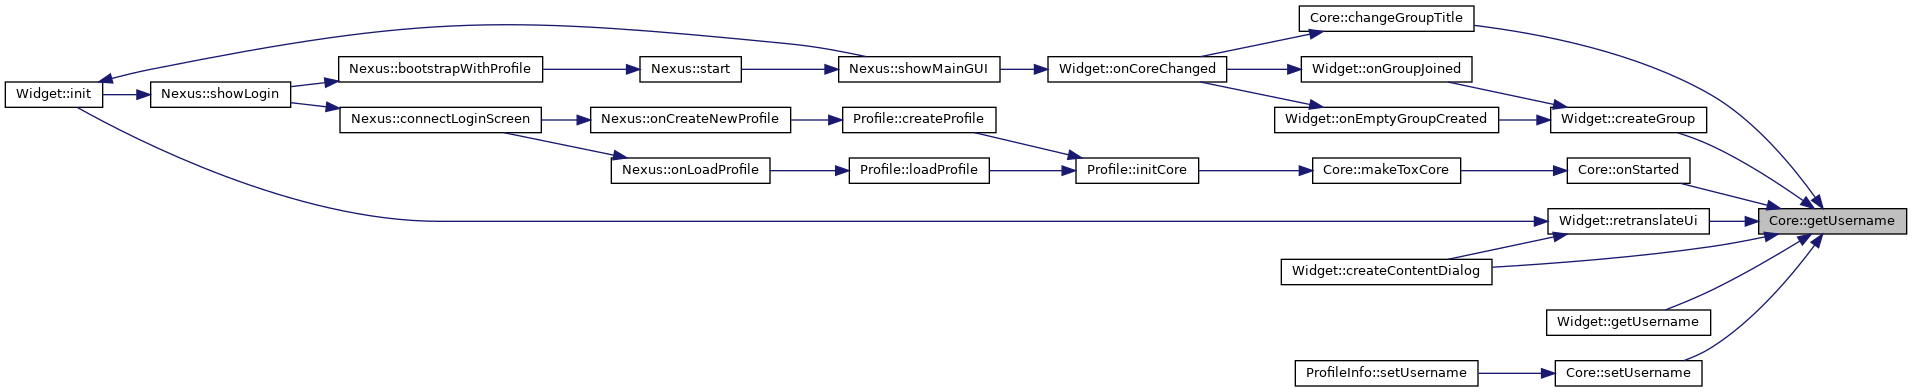 Core::changeGroupTitle
Nexus::bootstrapWithProfile
Nexus::start
Nexus::showMainGUI
Widget::onCoreChanged
Widget::onGroupJoined
Widget::init
Nexus::showLogin
Nexus::connectLoginScreen
Nexus::onCreateNewProfile
Profile::createProfile
Widget::onEmptyGroupCreated
Widget::createGroup
Nexus::onLoadProfile
Profile::loadProfile
Profile::initCore
Core::makeToxCore
Core::onStarted
Widget::retranslateUi
Core::getUsername
Widget::createContentDialog
Widget::getUsername
ProfileInfo::setUsername
Core::setUsername